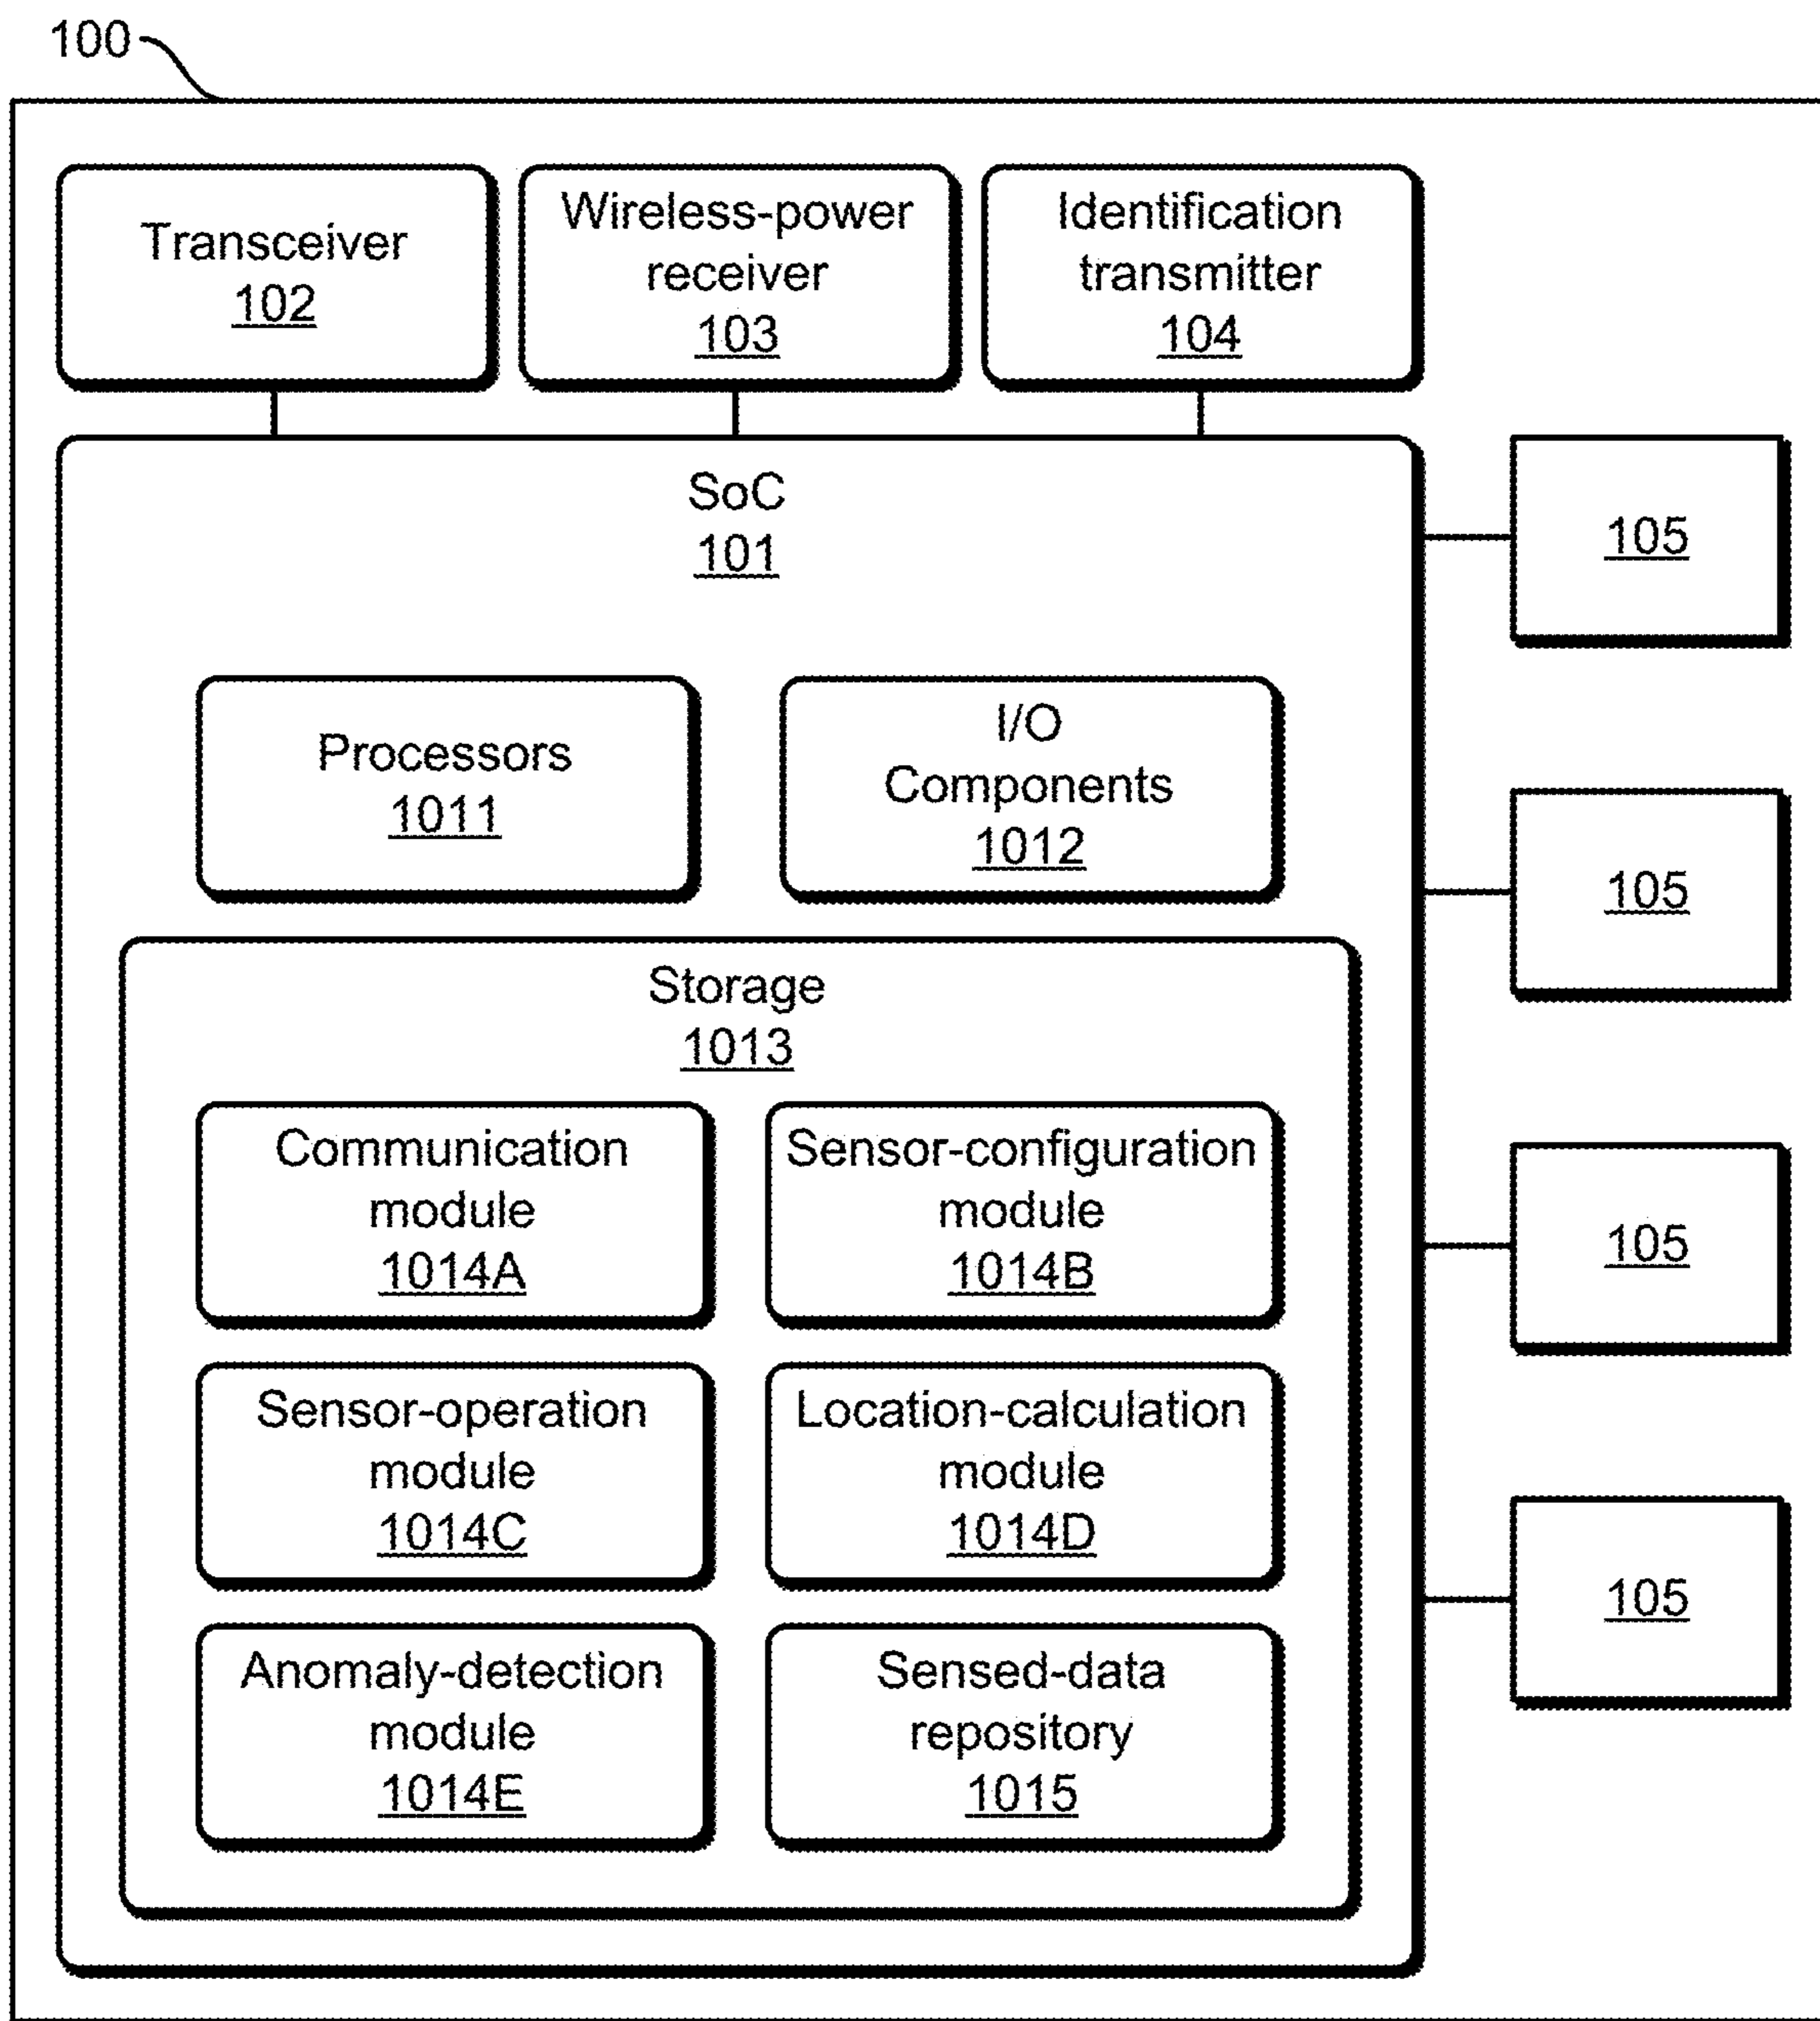 100
Transceiver
102
Wireless-power
receiver
103
Identification
transmitter
104
SoC
101
Processors
1011
I/O
Components
1012
Storage
1013
Communication
module
1014A
Sensor-configuration
module
1014B
Sensor-operation
module
1014C
Location-calculation
module
1014D
Anomaly-detection
module
1014E
Sensed-data
repository
1015
105
105
105
105